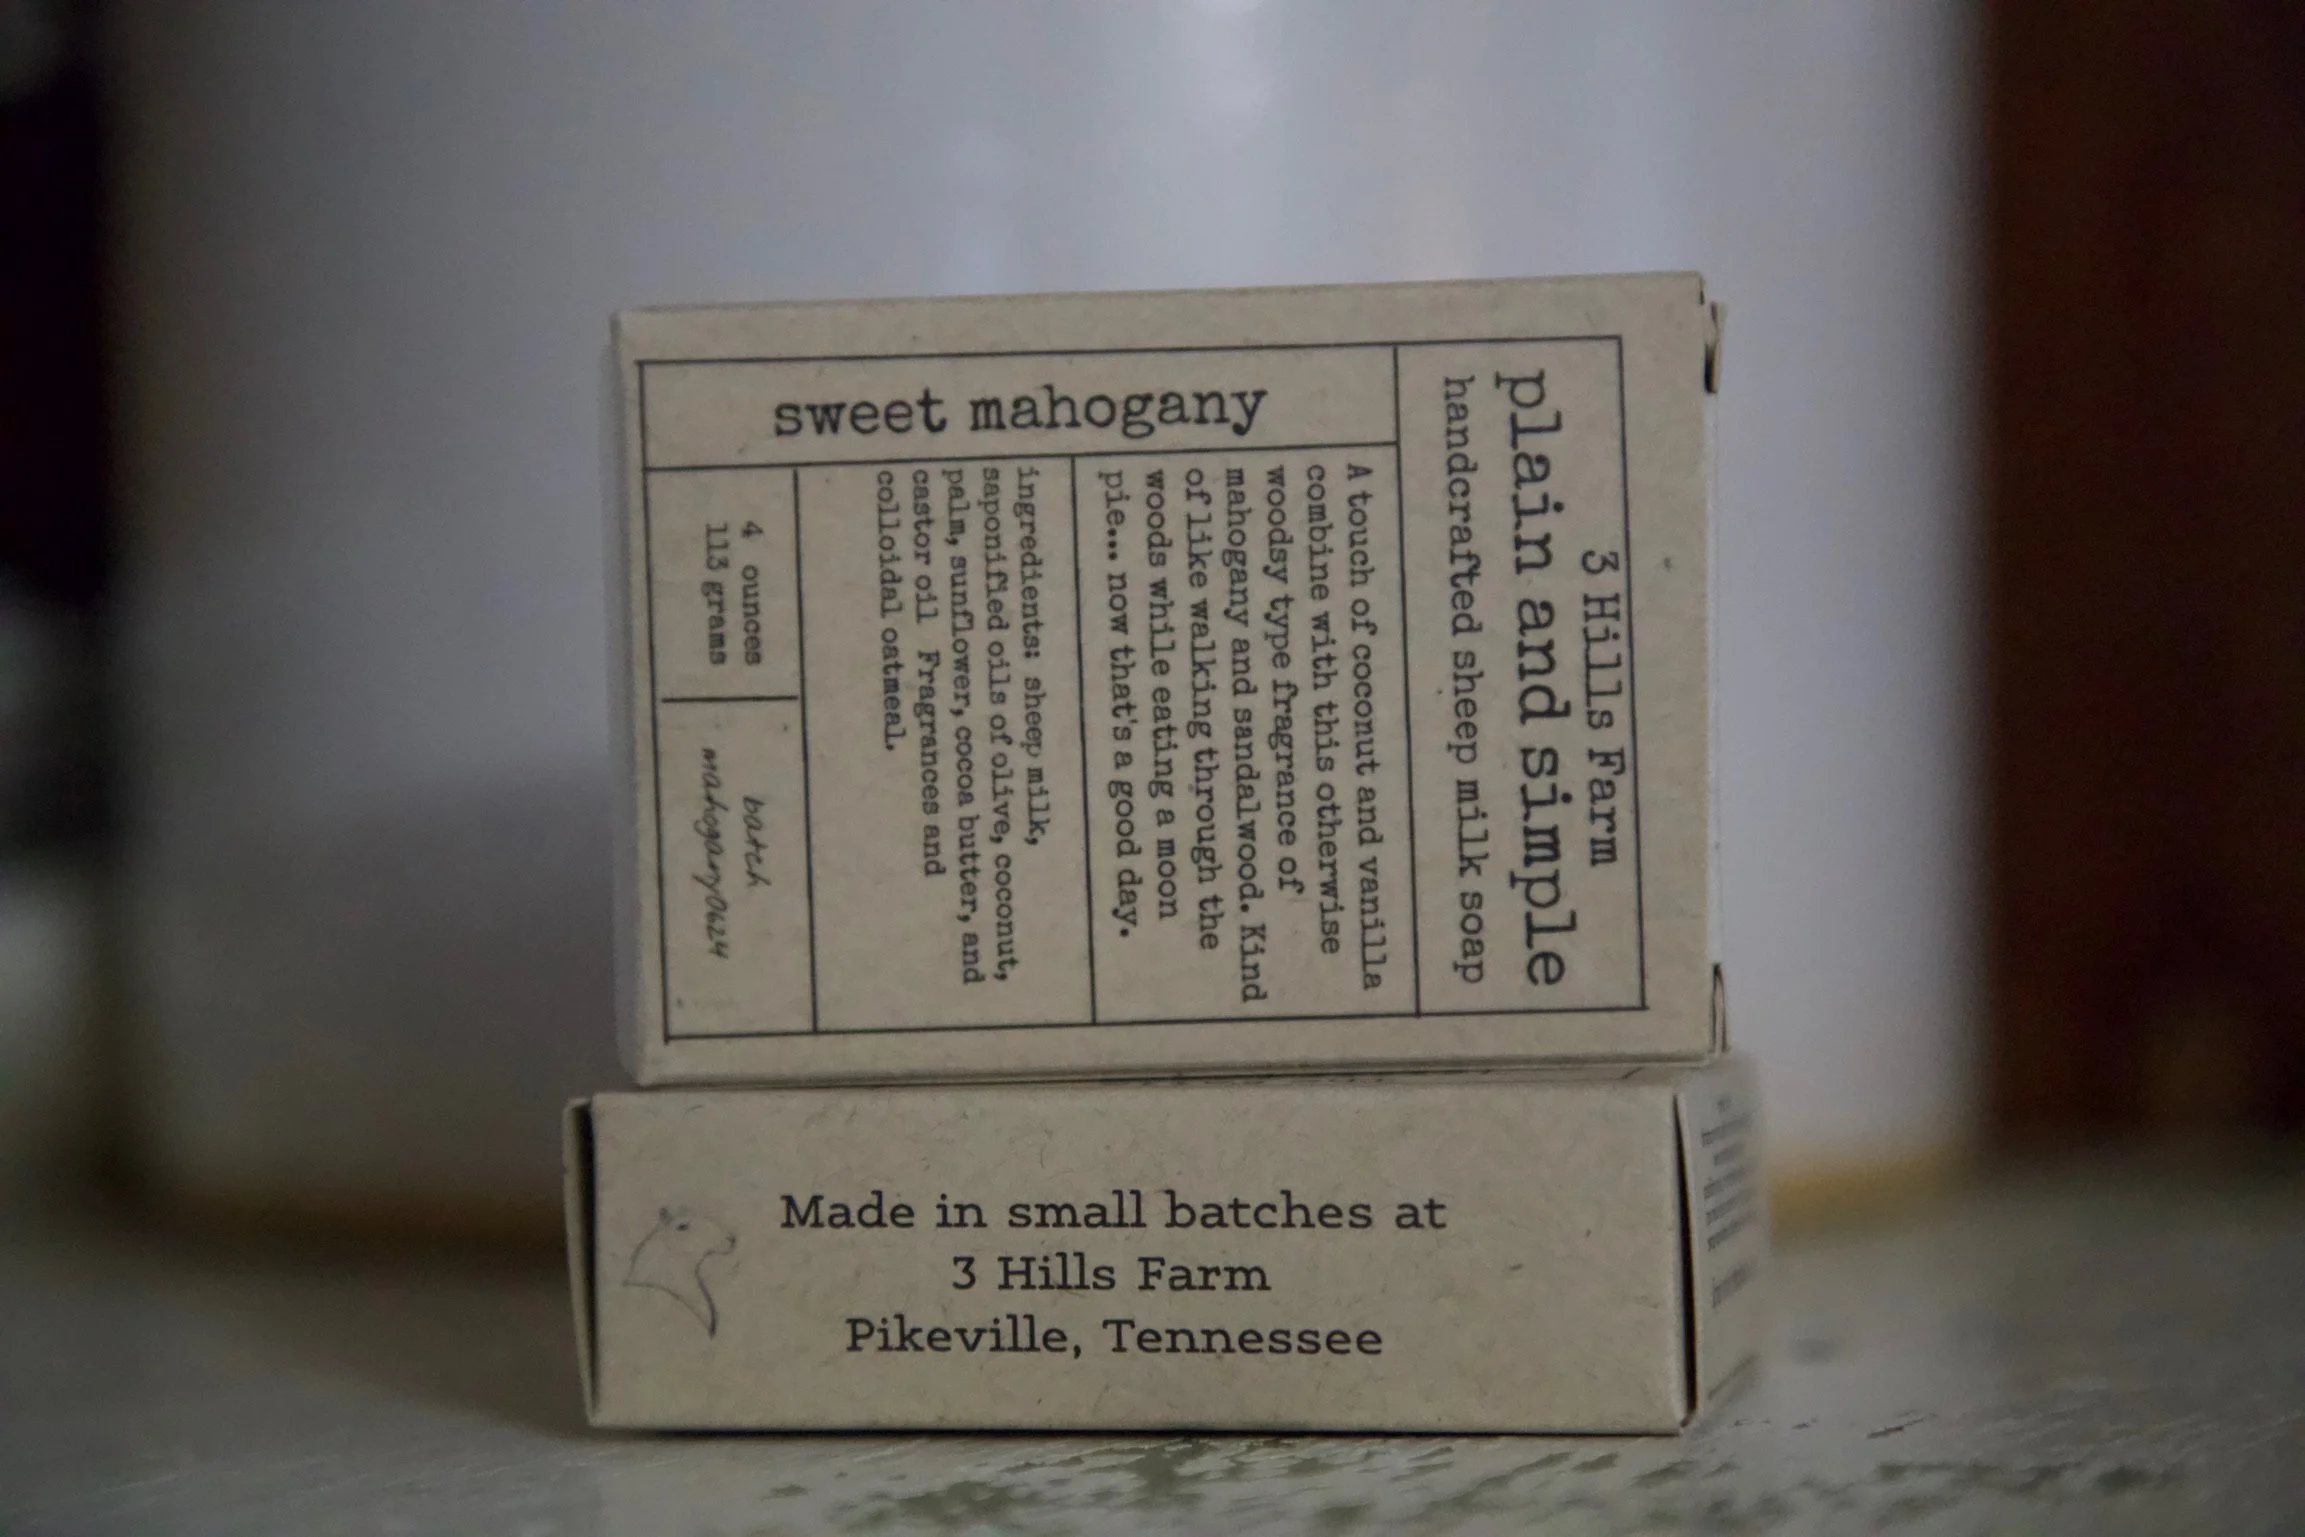 3 Hills Farm
plain and simple
handcrafted sheep milk soap
sweet mahogany
A touch of coconut and vanilla
combine with this otherwise
woodsy type fragrance of
mahogany and sandalwood. Kind
of like walking through the
woods while eating a moon
pie... now that's a good day.
ingredients: sheep milk,
saponified oils of olive, coconut,
palm, sunflower, cocoa butter, and
castor oil Fragrances and
colloidal oatmeal.
4 ounces
113 grams
batch
mahogany0624
Made in small batches at
3 Hills Farm
Pikeville, Tennessee